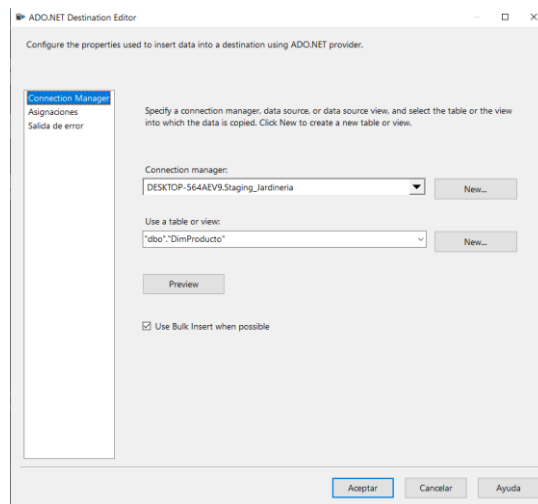 ADO.NET Destination Editor
Configure the properties used to insert data into a destination using ADO.NET provider.
Connection Manager
Asignaciones
Salida de error
Specify a connection manager, data source, or data source view, and select the table or the view
into which the data is copied. Click New to create a new table or view.
Connection manager:
DESKTOP-564AEV9.Staging_Jardineria
New...
Use a table or view:
"dbo"."DimProducto"
New...
Preview
Use Bulk Insert when possible
Aceptar
Cancelar
Ayuda